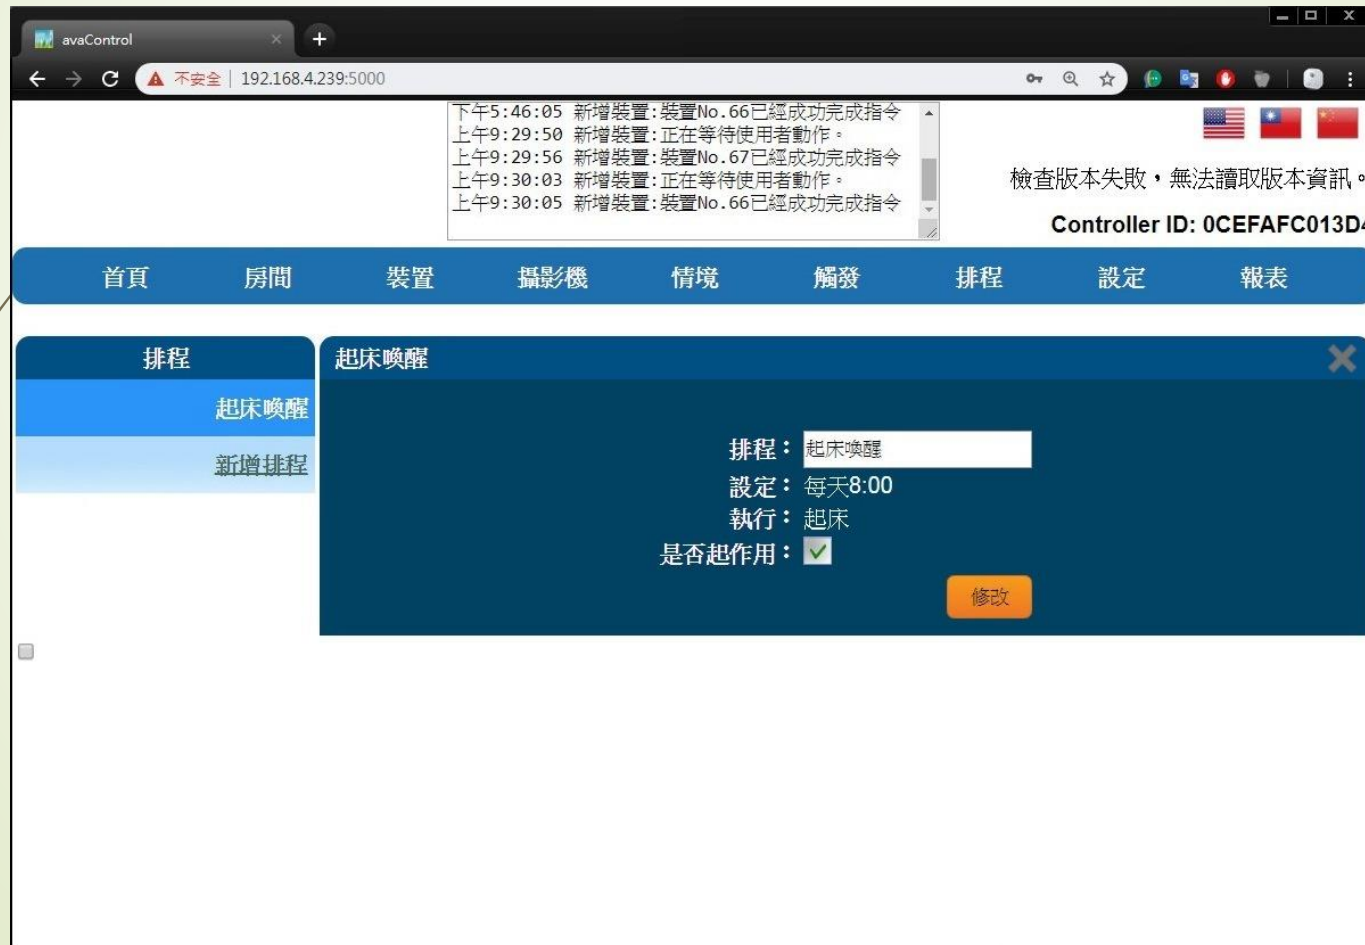 avaControl
不安全 192.168.4.239:5000
下午5:46:05 新增裝置:裝置No.66已經成功完成指令
上午9:29:50 新增裝置:正在等待使用者動作。
上午9:29:56 新增裝置:裝置No.67已經成功完成指令
上午9:30:03 新增裝置:正在等待使用者動作。
上午9:30:05 新增裝置:裝置No.66已經成功完成指令
檢查版本失敗,無法讀取版本資訊。
Controller ID: 0CEFAFC013D4
首頁 房間 裝置 攝影機 情境 觸發 排程 設定 報表
排程
起床喚醒
新增排程
起床喚醒
排程: 起床喚醒
設定: 每天8:00
執行: 起床
是否起作用:
修改